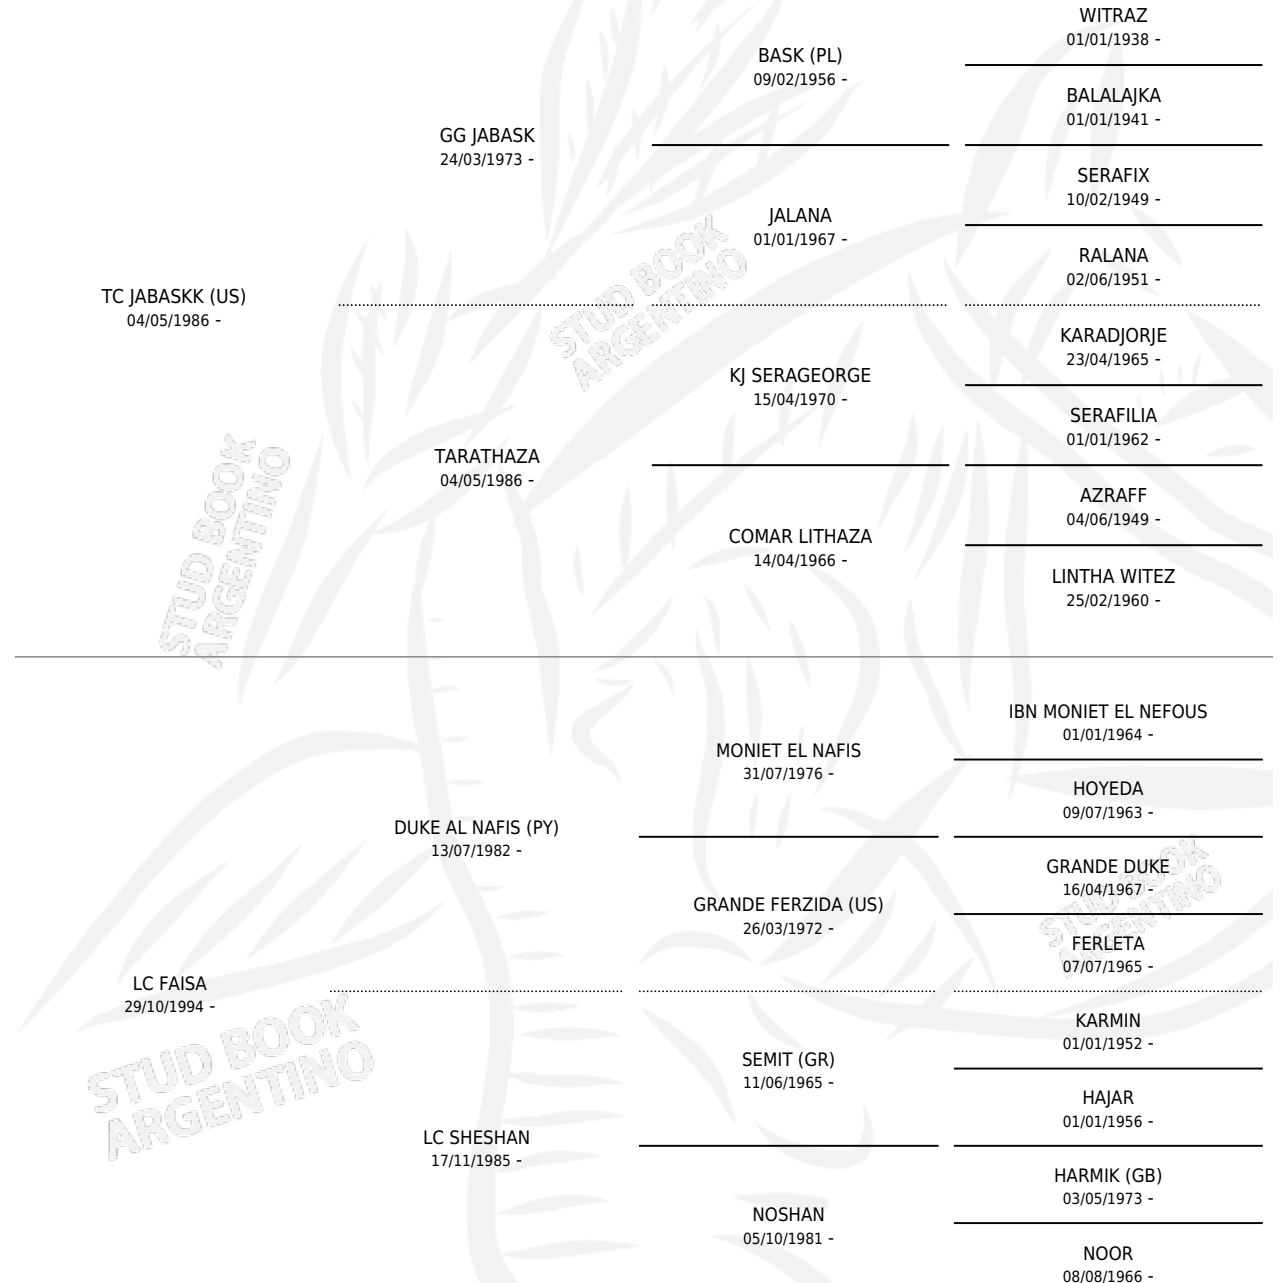 WITRAZ
01/01/1938 -
BASK (PL)
09/02/1956 -
BALALAJKA
01/01/1941 -
GG JABASK
24/03/1973 -
SERAFIX
10/02/1949 -
JALANA
01/01/1967 -
RALANA
02/06/1951 -
TC JABASKK (US)
04/05/1986 -
KARADJORJE
23/04/1965 -
KJ SERAGEORGE
15/04/1970 -
SERAFILIA
01/01/1962 -
TARATHAZA
04/05/1986 -
AZRAFF
04/06/1949 -
COMAR LITHAZA
14/04/1966 -
LINTHA WITEZ
25/02/1960 -
STUD BOOK
ARGENTINO
STUD BOOK
ARGENTINO
IBN MONIET EL NEFOUS
01/01/1964 -
MONIET EL NAFIS
31/07/1976 -
HOYEDA
09/07/1963 -
DUKE AL NAFIS (PY)
13/07/1982 -
GRANDE DUKE
16/04/1967 -
GRANDE FERZIDA (US)
26/03/1972 -
FERLETA
07/07/1965 -
LC FAISA
29/10/1994 -
KARMIN
01/01/1952 -
SEMIT (GR)
11/06/1965 -
HAJAR
01/01/1956 -
LC SHESHAN
17/11/1985 -
HARMIK (GB)
03/05/1973 -
NOSHAN
05/10/1981 -
NOOR
08/08/1966 -
STUD BOOK
ARGENTINO
STUD BOOK
ARGENTINO